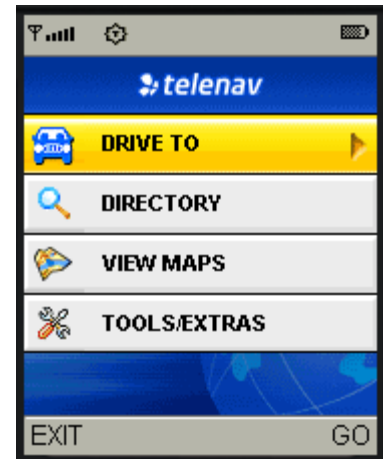 telenav
DRIVE TO
DIRECTORY
VIEW MAPS
TOOLS/EXTRAS
EXIT GO